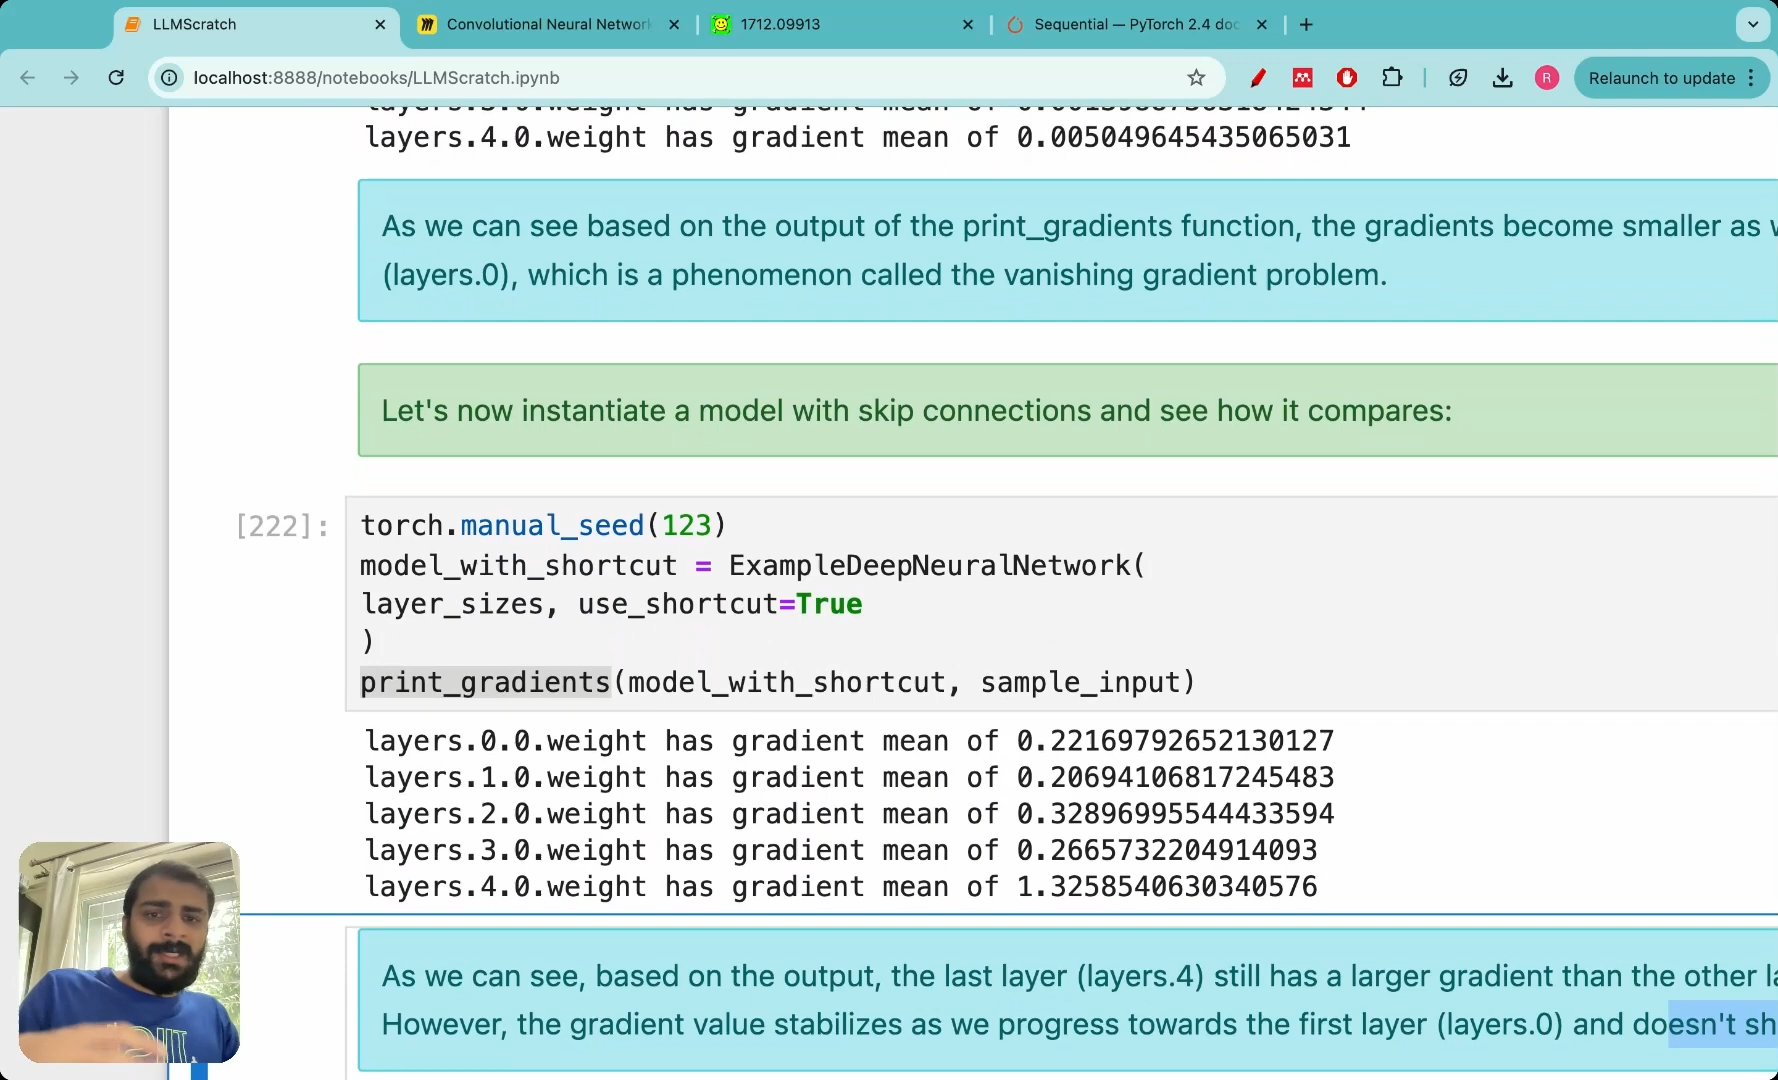 LLMScratch
Convolutional Neural Networ
1712.09913
Sequential — PyTorch 2.4 doc
localhost:8888/notebooks/LLMScratch.ipynb
R
Relaunch to update
layers.4.0.weight has gradient mean of 0.005049645435065031
As we can see based on the output of the print_gradients function, the gradients become smaller as
(layers.0), which is a phenomenon called the vanishing gradient problem.
Let's now instantiate a model with skip connections and see how it compares:
[222]:
torch.manual_seed(123)
model_with_shortcut = ExampleDeepNeuralNetwork(
layer_sizes, use_shortcut=True
)
print_gradients(model_with_shortcut, sample_input)
layers.0.0.weight has gradient mean of 0.22169792652130127
layers.1.0.weight has gradient mean of 0.20694106817245483
layers.2.0.weight has gradient mean of 0.32896995544433594
layers.3.0.weight has gradient mean of 0.2665732204914093
layers.4.0.weight has gradient mean of 1.3258540630340576
As we can see, based on the output, the last layer (layers.4) still has a larger gradient than the other
However, the gradient value stabilizes as we progress towards the first layer (layers.0) and doesn't sh